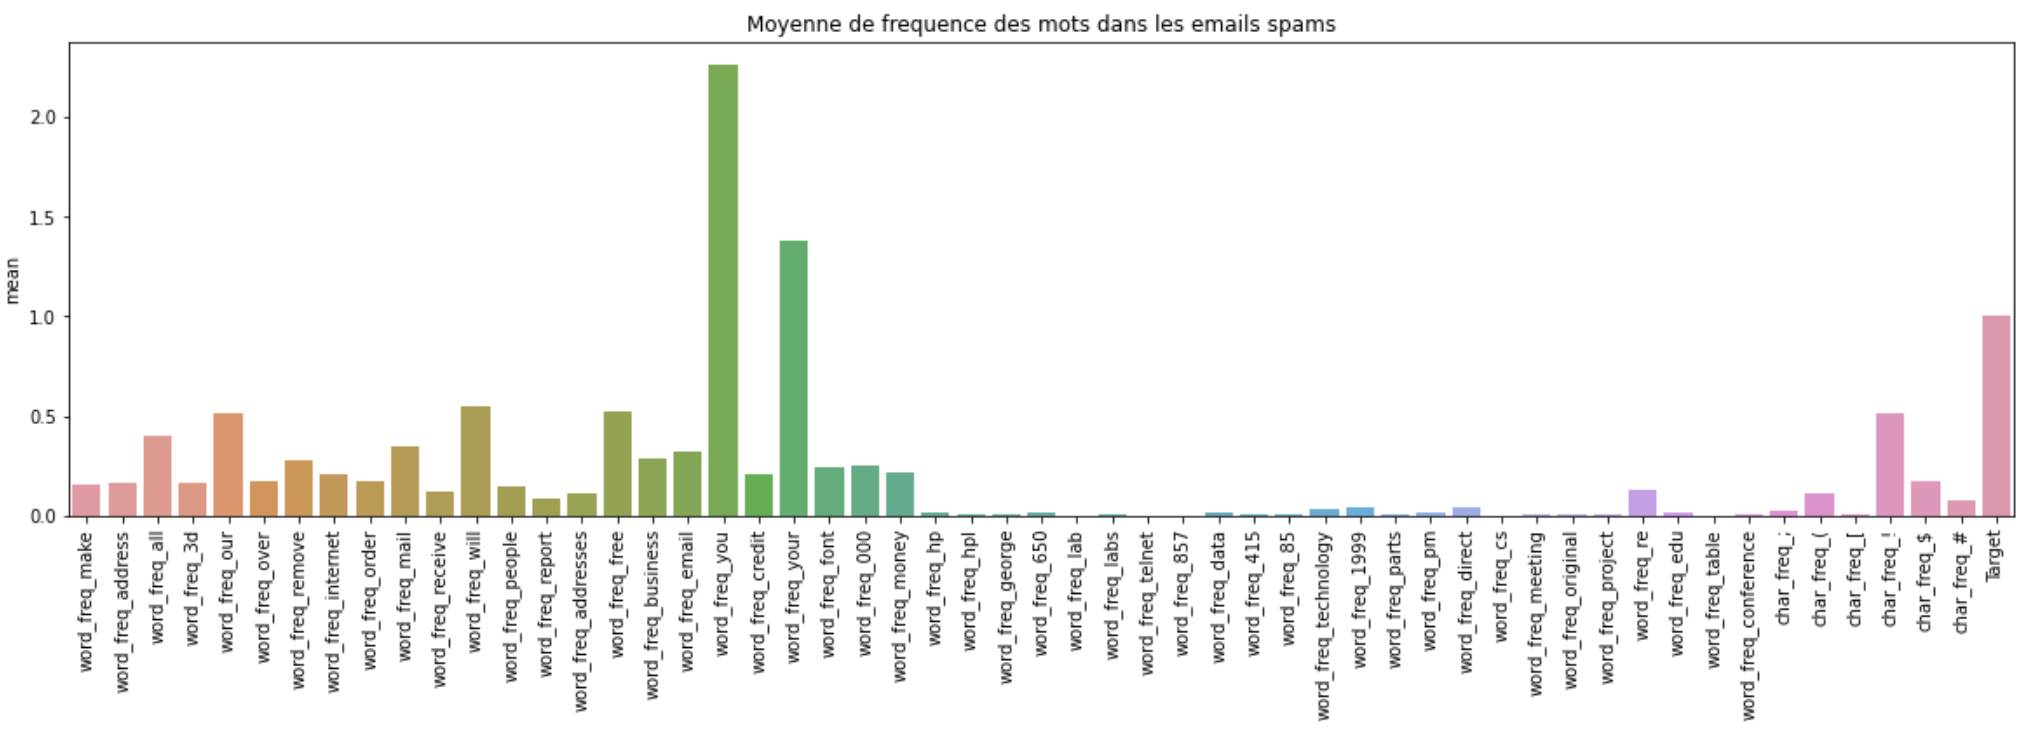 Moyenne de frequence des mots dans les emails spams
mean
2.0
1.5
1.0
0.5
0.0
word_freq_make
word_freq_address
word_freq_all
word_freq_3d
word_freq_our
word_freq_over
word_freq_remove
word_freq_internet
word_freq_order
word_freq_mail
word_freq_receive
word_freq_will
word_freq_people
word_freq_report
word_freq_addresses
word_freq_free
word_freq_business
word_freq_email
word_freq_you
word_freq_credit
word_freq_your
word_freq_font
word_freq_000
word_freq_money
word_freq_hp
word_freq_hpl
word_freq_george
word_freq_650
word_freq_lab
word_freq_labs
word_freq_telnet
word_freq_857
word_freq_data
word_freq_415
word_freq_85
word_freq_technology
word_freq_1999
word_freq_parts
word_freq_pm
word_freq_direct
word_freq_cs
word_freq_meeting
word_freq_original
word_freq_project
word_freq_re
word_freq_edu
word_freq_table
word_freq_conference
char_freq_;
char_freq_(
char_freq_[
char_freq_!
char_freq_$
char_freq_#
Target